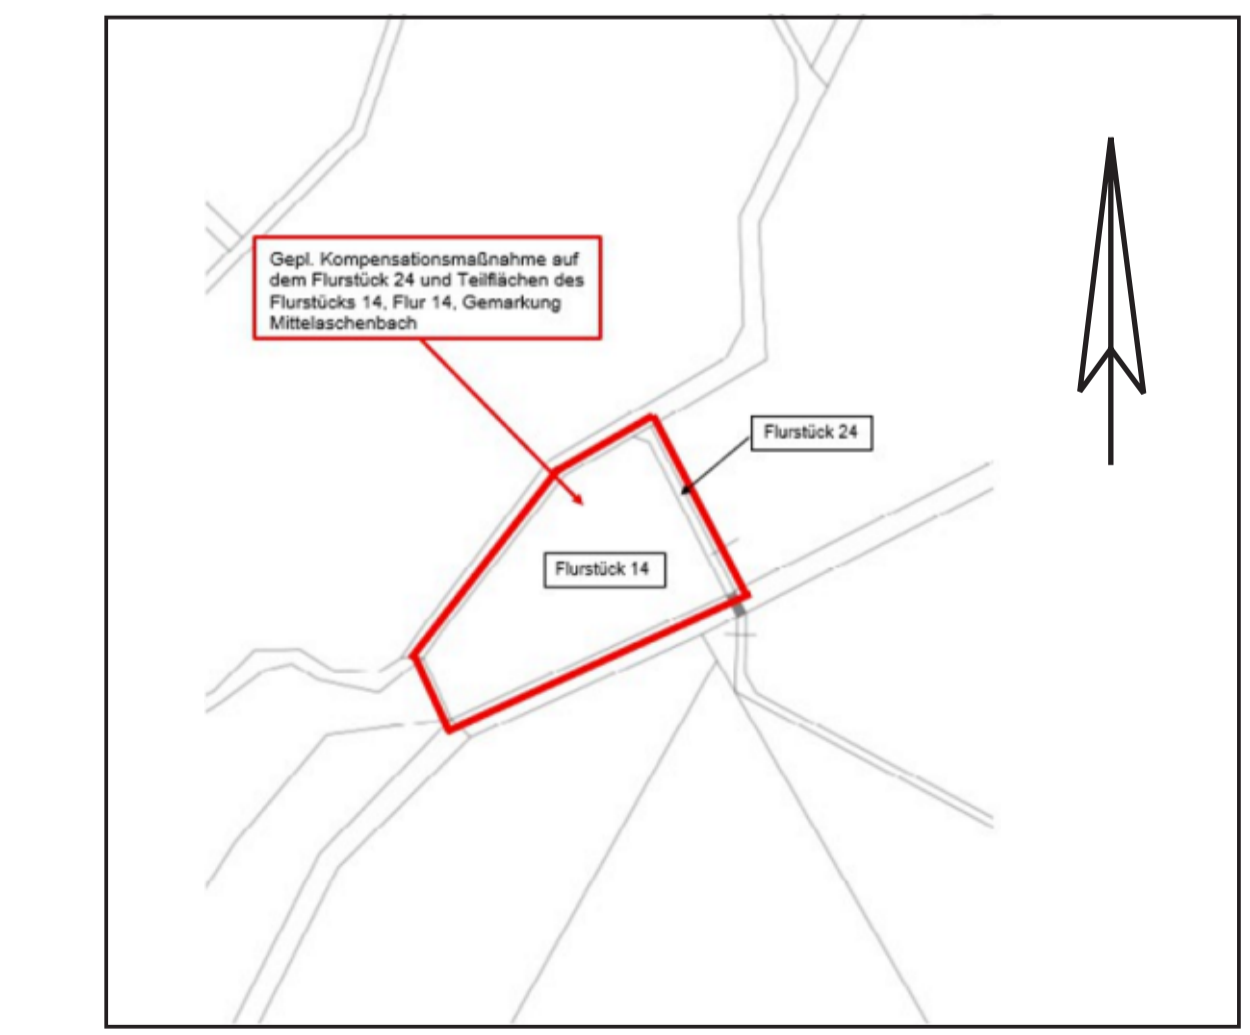 Gepl. Kompensationsmaßnahme auf
dem Flurstück 24 und Teilflächen des
Flurstücks 14, Flur 14, Gemarkung
Mittelaschenbach
Flurstück 24
Flurstück 14